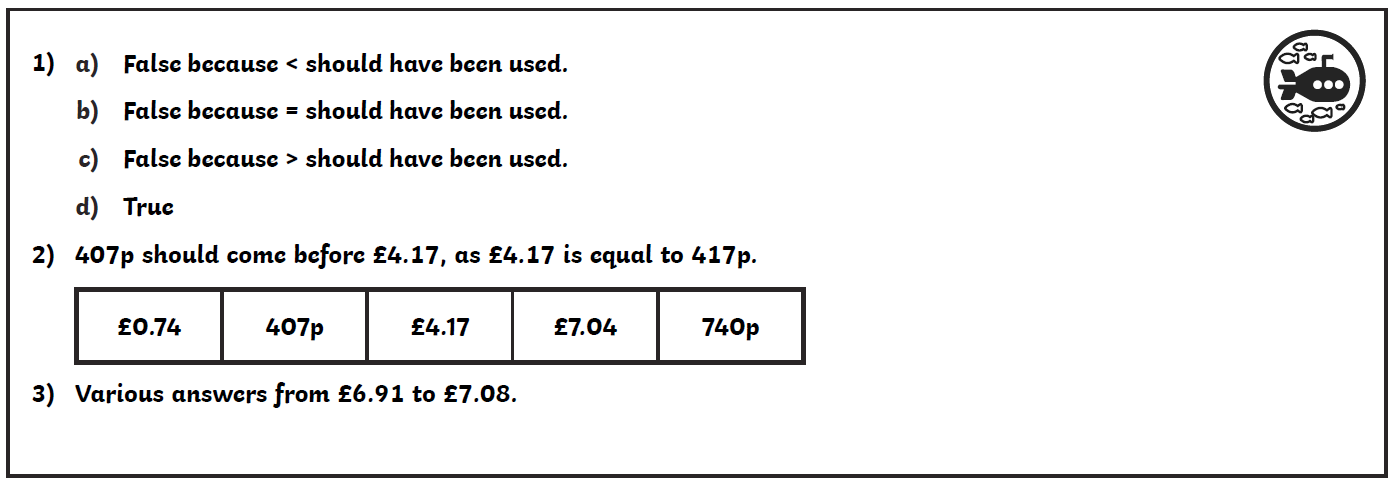 1) a) False because < should have been used.
b) False because = should have been used.
c) False because > should have been used.
d) True
2) 407p should come before £4.17, as £4.17 is equal to 417p.
£0.74 407p £4.17 £7.04 740p
3) Various answers from £6.91 to £7.08.